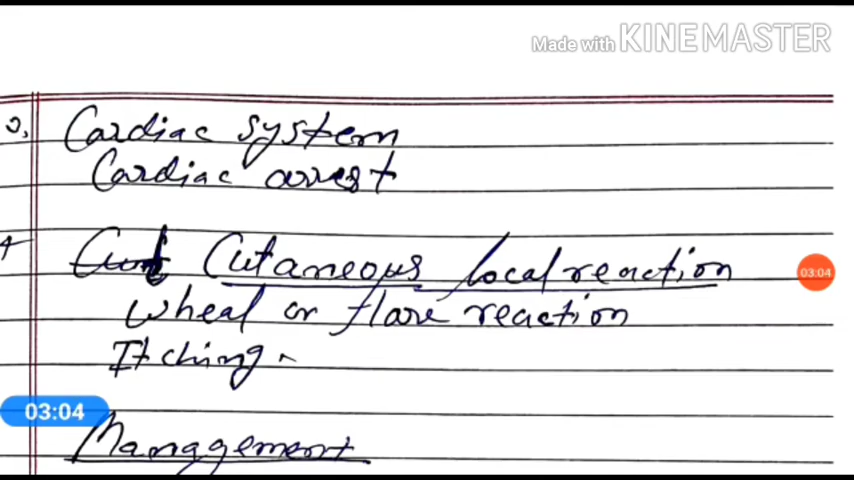 Made with KINEMASTER
3, Cardiac system
Cardiac arrest
4 Cutaneous local reaction
03:04
Wheal or flare reaction
Itching
03:04
Management